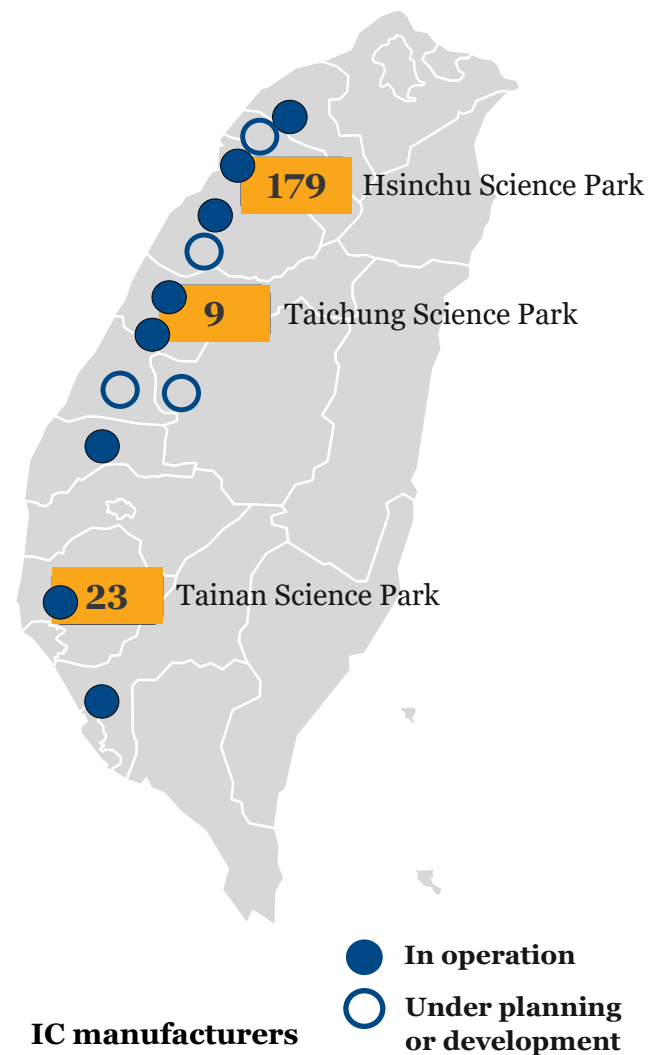 179
Hsinchu Science Park
9
Taichung Science Park
23
Tainan Science Park
In operation
Under planning
or development
IC manufacturers